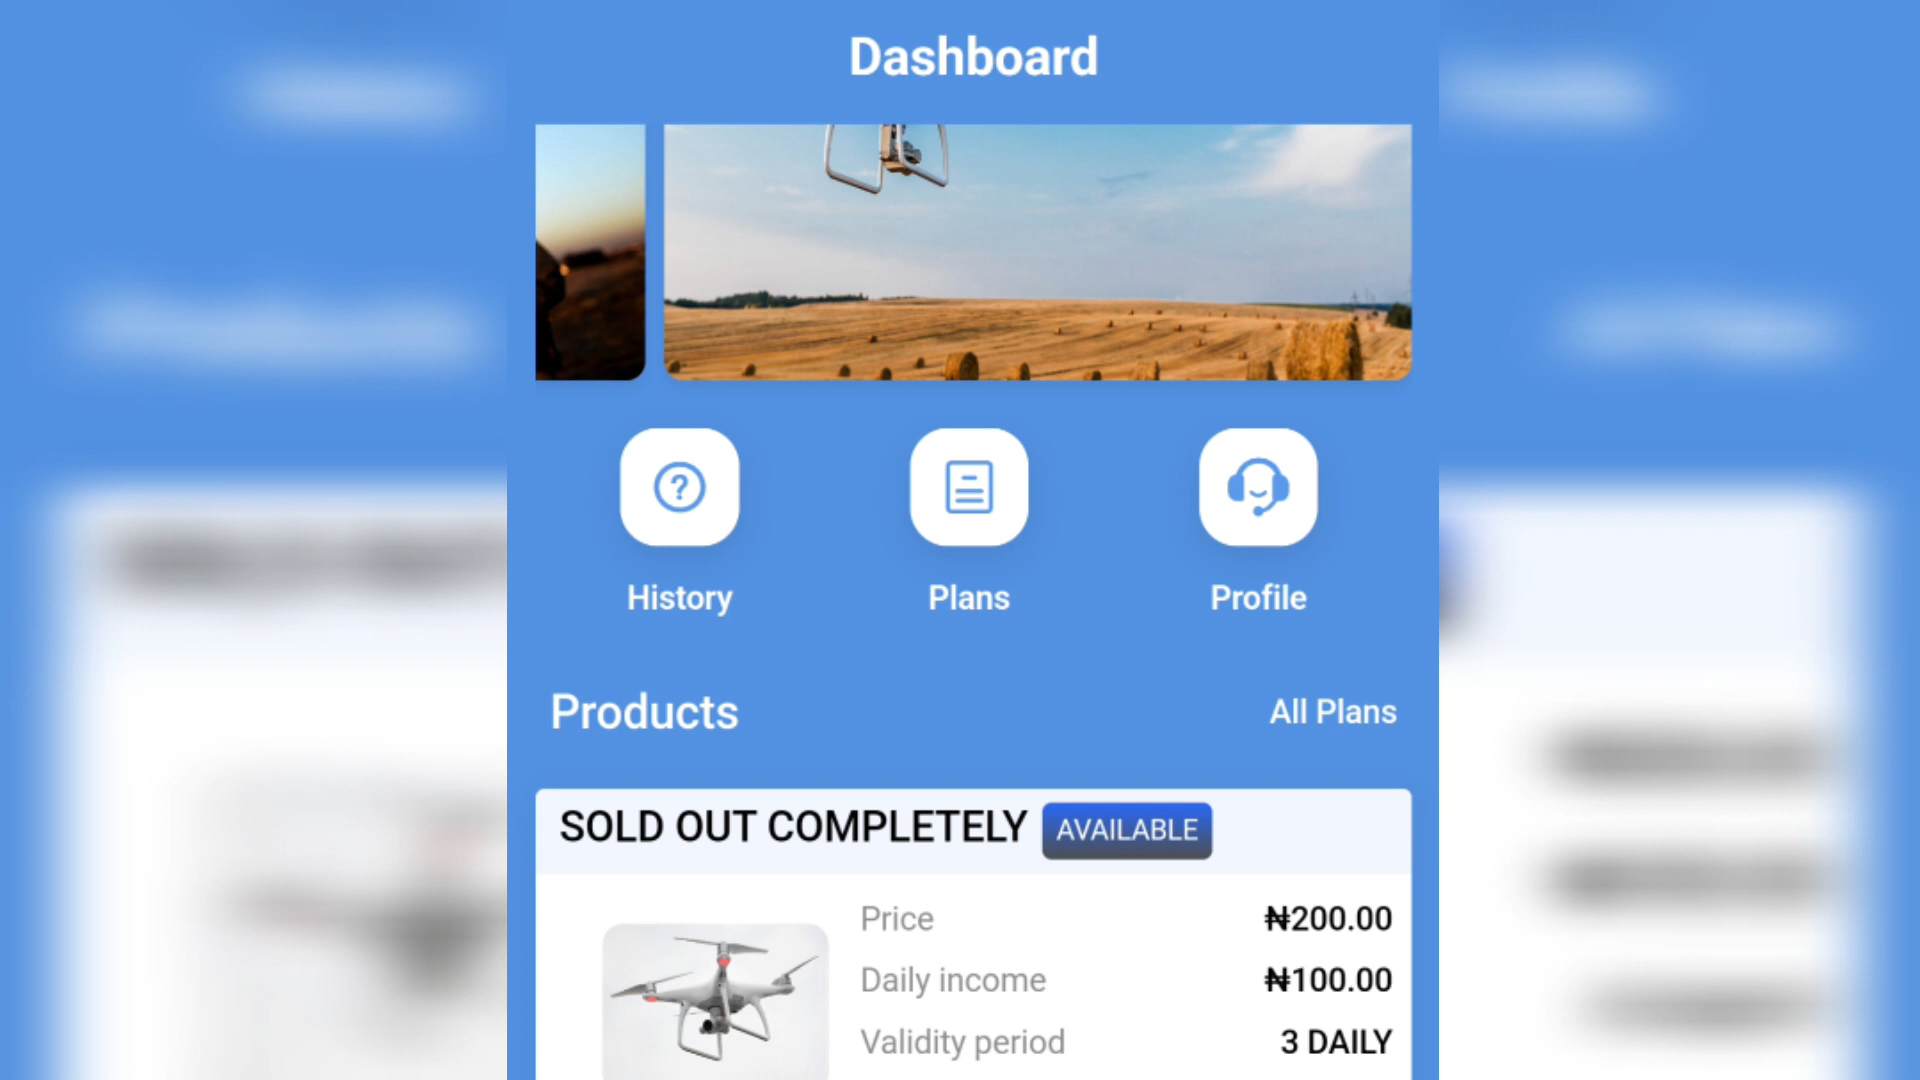 Dashboard
History
Plans
Profile
Products
All Plans
SOLD OUT COMPLETELY AVAILABLE
Price ₦200.00
Daily income ₦100.00
Validity period 3 DAILY